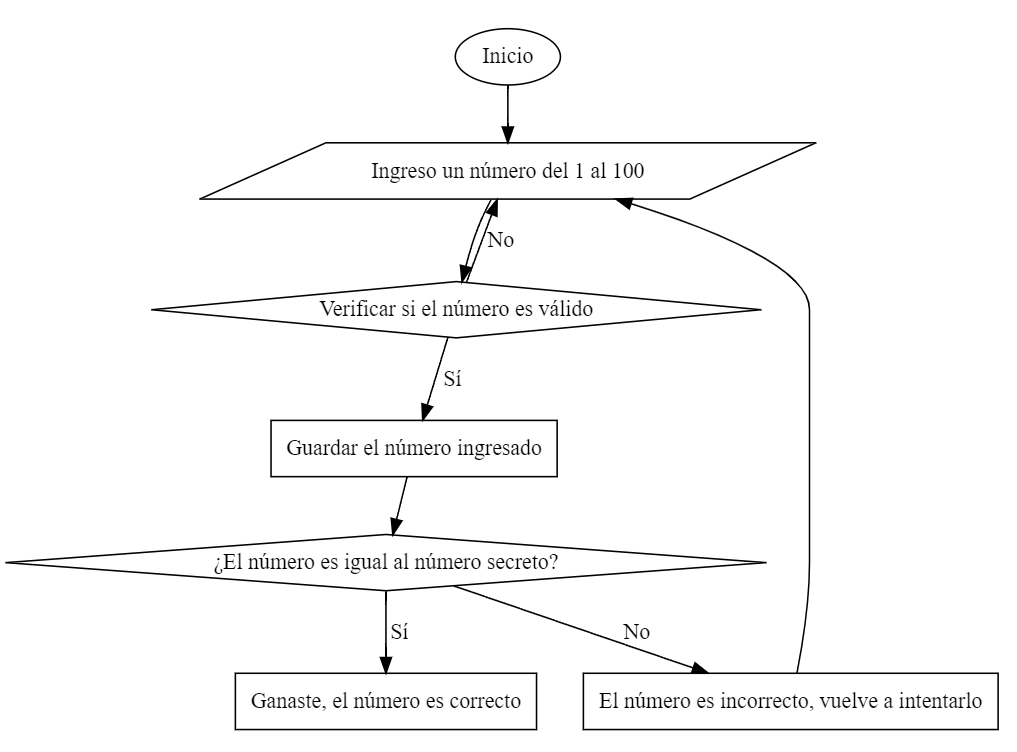 Inicio
Ingreso un número del 1 al 100
No
Verificar si el número es válido
Sí
Guardar el número ingresado
¿El número es igual al número secreto?
Sí
No
Ganaste, el número es correcto
El número es incorrecto, vuelve a intentarlo